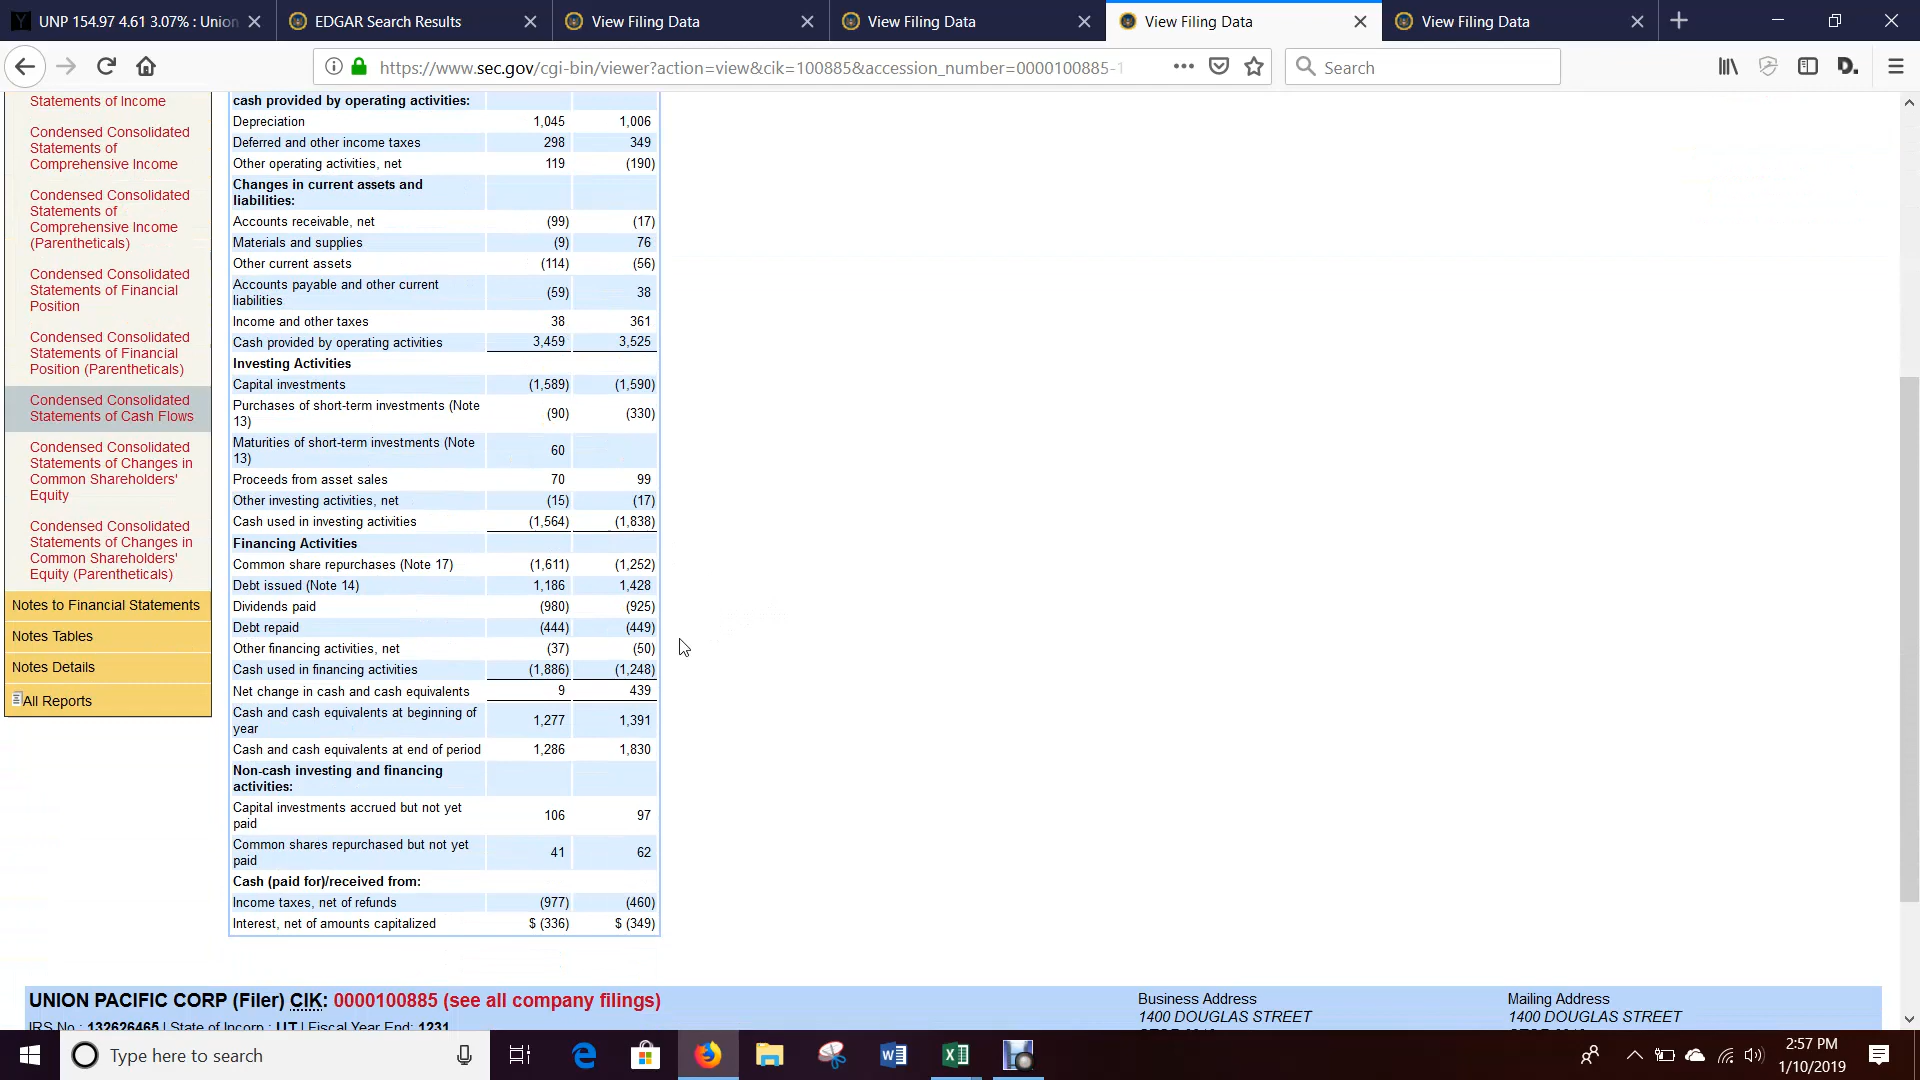 UNP 154.97 4.61 3.07% : Union
EDGAR Search Results
View Filing Data
View Filing Data
View Filing Data
View Filing Data
https://www.sec.gov/cgi-bin/viewer?action=view&cik=100885&accession_number=0000100885-1
Search
Statements of Income
Condensed Consolidated
Statements of
Comprehensive Income
Condensed Consolidated
Statements of
Comprehensive Income
(Parentheticals)
Condensed Consolidated
Statements of Financial
Position
Condensed Consolidated
Statements of Financial
Position (Parentheticals)
Condensed Consolidated
Statements of Cash Flows
Condensed Consolidated
Statements of Changes in
Common Shareholders'
Equity
Condensed Consolidated
Statements of Changes in
Common Shareholders'
Equity (Parentheticals)
Notes to Financial Statements
Notes Tables
Notes Details
All Reports
cash provided by operating activities:
Depreciation 1,045 1,006
Deferred and other income taxes 298 349
Other operating activities, net 119 (190)
Changes in current assets and
liabilities:
Accounts receivable, net (99) (17)
Materials and supplies (9) 76
Other current assets (114) (56)
Accounts payable and other current
liabilities (59) 38
Income and other taxes 38 361
Cash provided by operating activities 3,459 3,525
Investing Activities
Capital investments (1,589) (1,590)
Purchases of short-term investments (Note
13) (90) (330)
Maturities of short-term investments (Note
13) 60
Proceeds from asset sales 70 99
Other investing activities, net (15) (17)
Cash used in investing activities (1,564) (1,838)
Financing Activities
Common share repurchases (Note 17) (1,611) (1,252)
Debt issued (Note 14) 1,186 1,428
Dividends paid (980) (925)
Debt repaid (444) (449)
Other financing activities, net (37) (50)
Cash used in financing activities (1,886) (1,248)
Net change in cash and cash equivalents 9 439
Cash and cash equivalents at beginning of
year 1,277 1,391
Cash and cash equivalents at end of period 1,286 1,830
Non-cash investing and financing
activities:
Capital investments accrued but not yet
paid 106 97
Common shares repurchased but not yet
paid 41 62
Cash (paid for)/received from:
Income taxes, net of refunds (977) (460)
Interest, net of amounts capitalized $ (336) $ (349)
UNION PACIFIC CORP (Filer) CIK: 0000100885 (see all company filings)
IRS No.: 132626465 | State of Incorp.: UT | Fiscal Year End: 1231
Business Address
1400 DOUGLAS STREET
Mailing Address
1400 DOUGLAS STREET
Type here to search
2:57 PM
1/10/2019